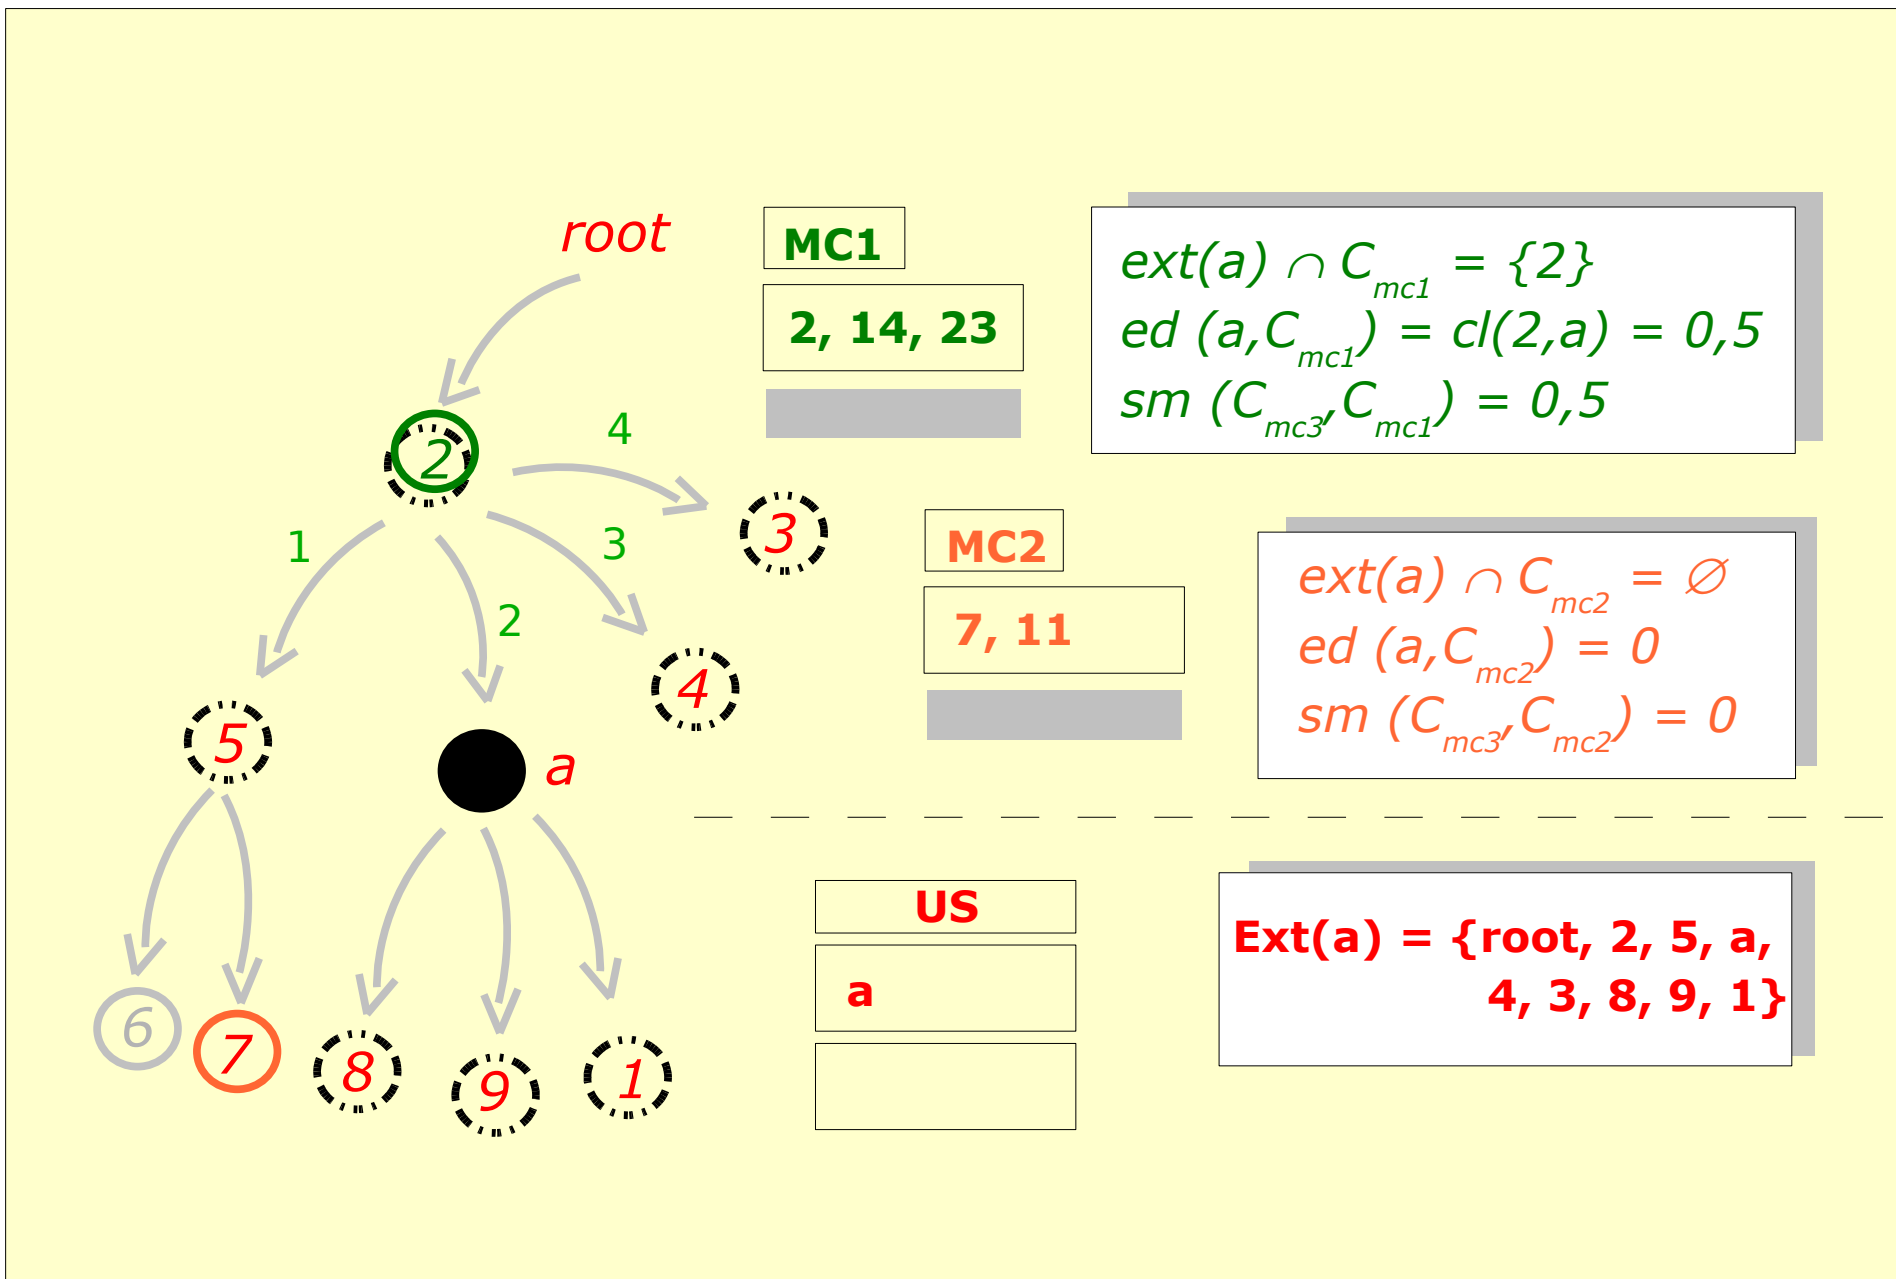 root
MC1
2, 14, 23
ext(a) ∩ Cmc1 = {2}
ed (a,Cmc1) = cl(2,a) = 0,5
sm (Cmc3,Cmc1) = 0,5
2
4
3
1
3
2
MC2
7, 11
ext(a) ∩ Cmc2 = ∅
ed (a,Cmc2) = 0
sm (Cmc3,Cmc2) = 0
4
5
a
US
a
Ext(a) = {root, 2, 5, a,
4, 3, 8, 9, 1}
6
7
8
9
1